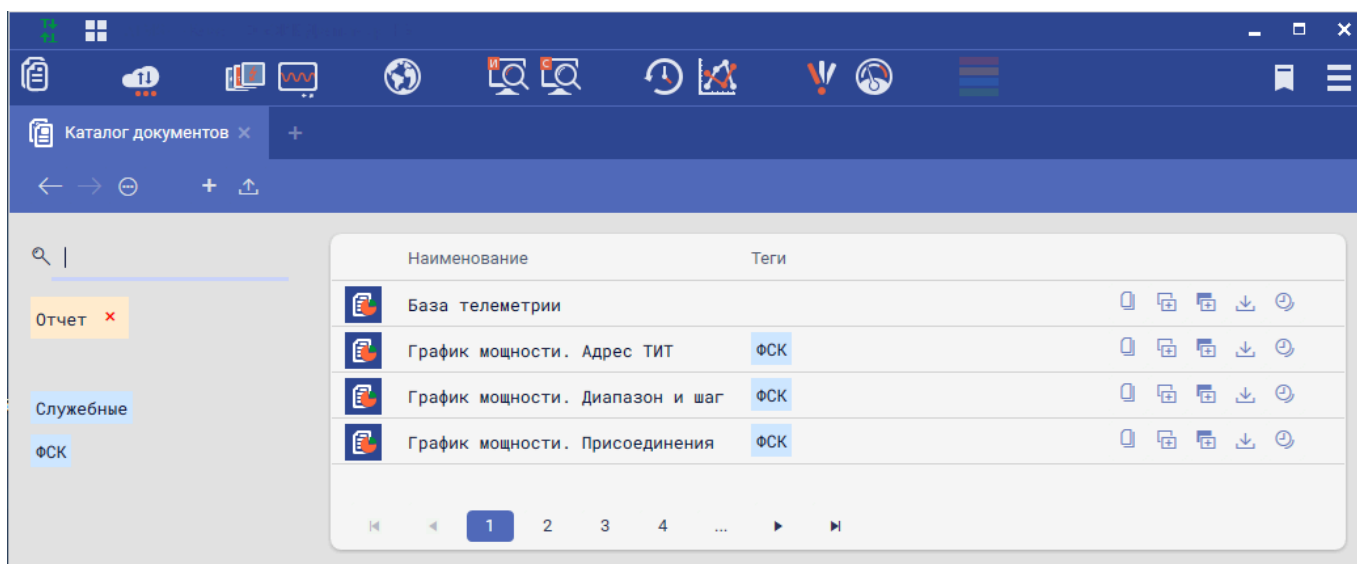 Каталог документов
Наименование Теги
Отчет
База телеметрии
График мощности. Адрес ТИТ ФСК
Служебные
График мощности. Диапазон и шаг ФСК
ФСК
График мощности. Присоединения ФСК
1 2 3 4 ...